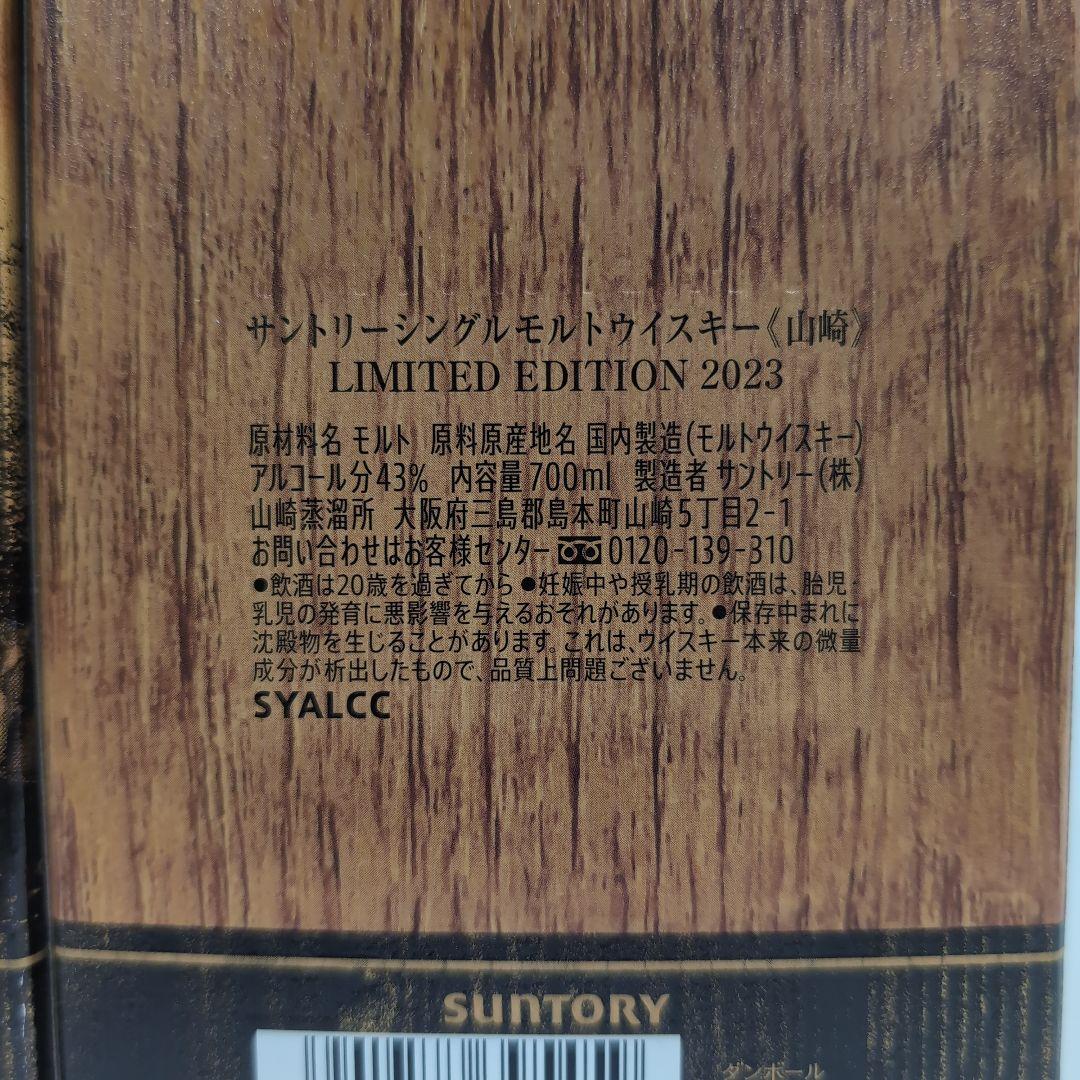 サントリーシングルモルトウイスキー《山崎》
LIMITED EDITION 2023
原材料名 モルト 原料原産地名 国内製造(モルトウイスキー)
アルコール分43% 内容量700ml 製造者 サントリー(株)
山崎蒸溜所 大阪府三島郡島本町山崎5丁目2-1
お問い合わせはお客様センター 0120-139-310
●飲酒は20歳を過ぎてから ●妊娠中や授乳期の飲酒は、胎児・
乳児の発育に悪影響を与えるおそれがあります。●保存中まれに
沈殿物を生じることがあります。これは、ウイスキー本来の微量
成分が析出したもので、品質上問題ございません。
SYALCC
SUNTORY
ダンボール